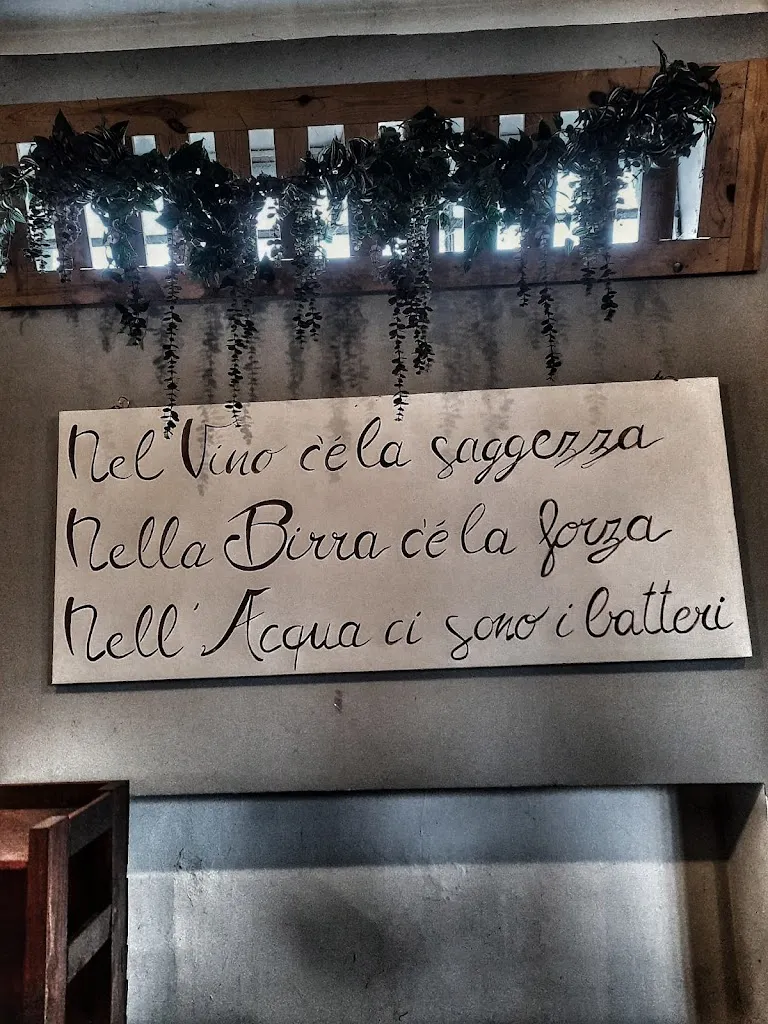 Nel Vino c'é la saggezza
Nella Birra c'é la forza
Nell'Acqua ci sono i batteri